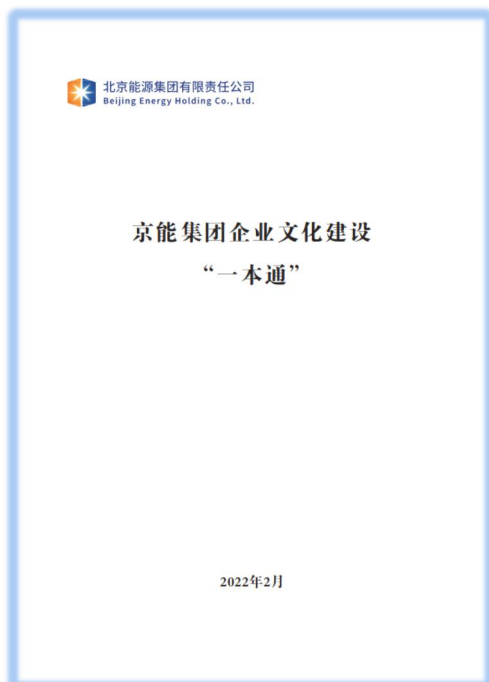 北京能源集团有限责任公司
Beijing Energy Holding Co., Ltd.
京能集团企业文化建设
“一本通”
2022年2月